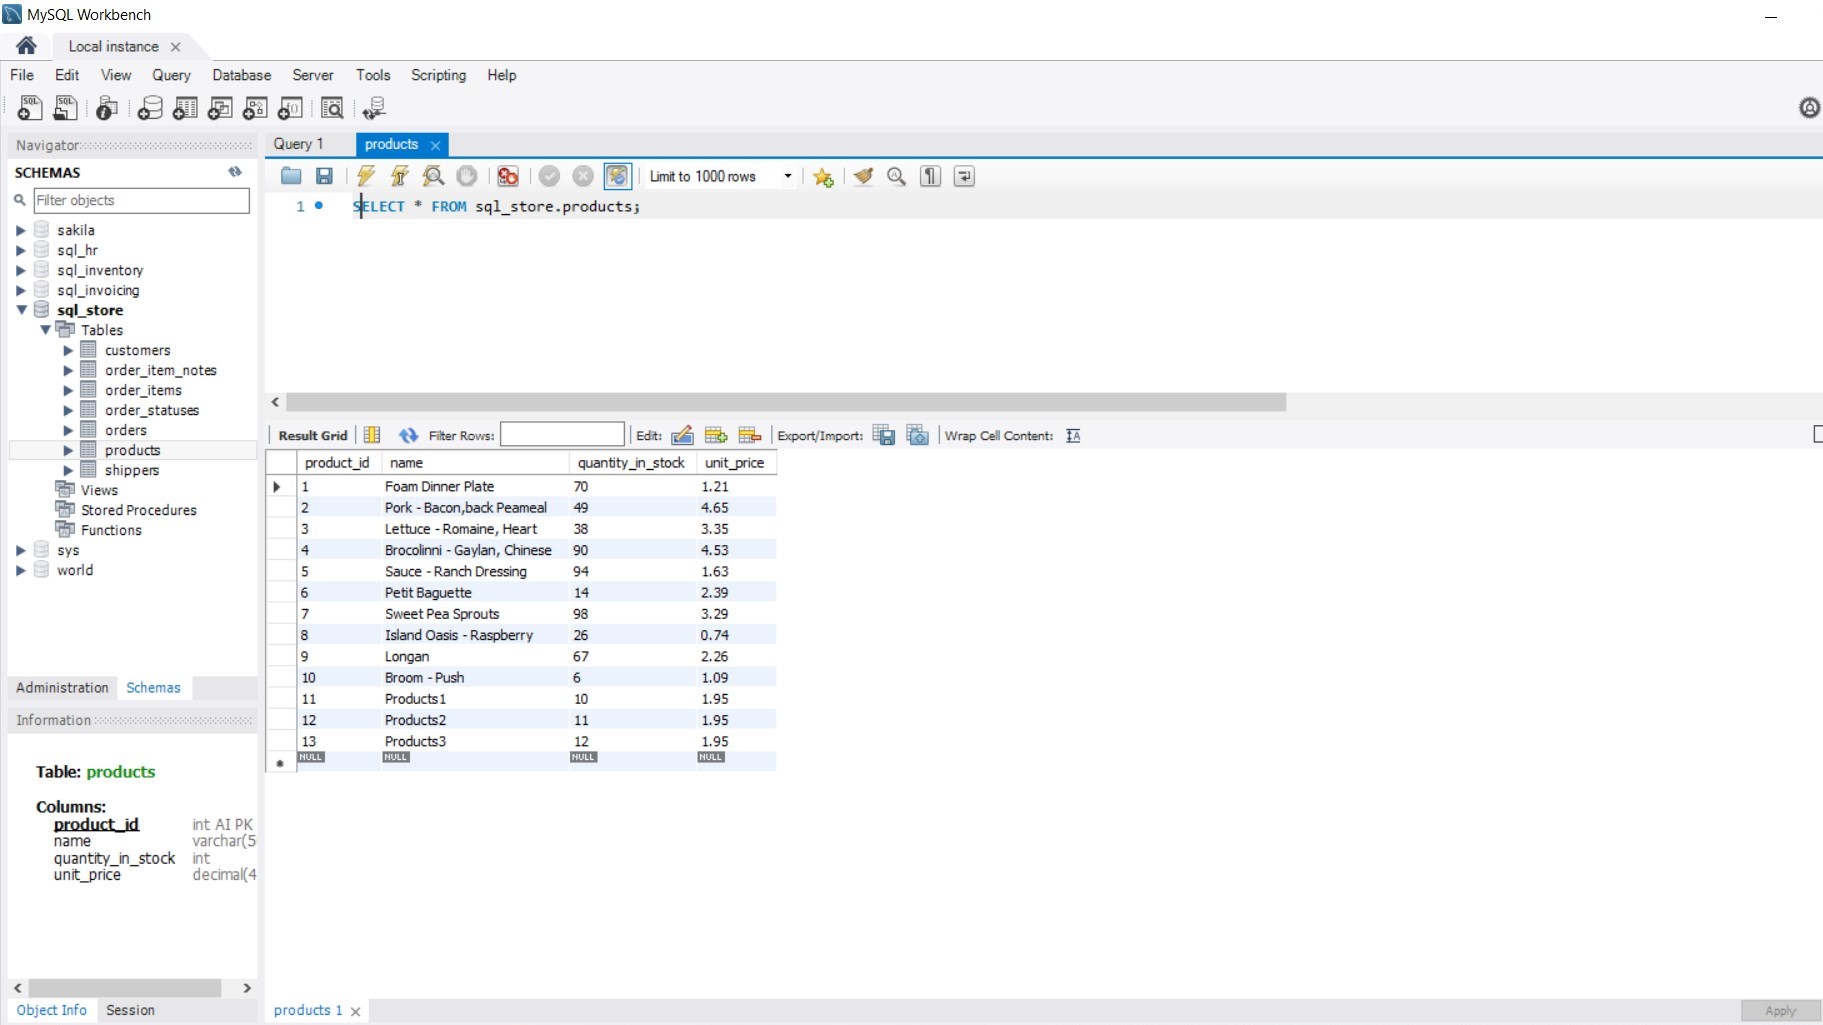 MySQL Workbench
Local instance
File Edit View Query Database Server Tools Scripting Help
Navigator
SCHEMAS
Filter objects
sakila
sql_hr
sql_inventory
sql_invoicing
sql_store
Tables
customers
order_item_notes
order_items
order_statuses
orders
products
shippers
Views
Stored Procedures
Functions
sys
world
Administration Schemas
Information
Table: products
Columns:
product_id int AI PK
name varchar(5
quantity_in_stock int
unit_price decimal(4
Object Info Session
Query 1 products
Limit to 1000 rows
1 SELECT * FROM sql_store.products;
Result Grid Filter Rows: Edit: Export/Import: Wrap Cell Content: IA
product_id name quantity_in_stock unit_price
1 Foam Dinner Plate 70 1.21
2 Pork - Bacon,back Peameal 49 4.65
3 Lettuce - Romaine, Heart 38 3.35
4 Brocolinni - Gaylan, Chinese 90 4.53
5 Sauce - Ranch Dressing 94 1.63
6 Petit Baguette 14 2.39
7 Sweet Pea Sprouts 98 3.29
8 Island Oasis - Raspberry 26 0.74
9 Longan 67 2.26
10 Broom - Push 6 1.09
11 Products1 10 1.95
12 Products2 11 1.95
13 Products3 12 1.95
NULL NULL NULL NULL
products 1
Apply